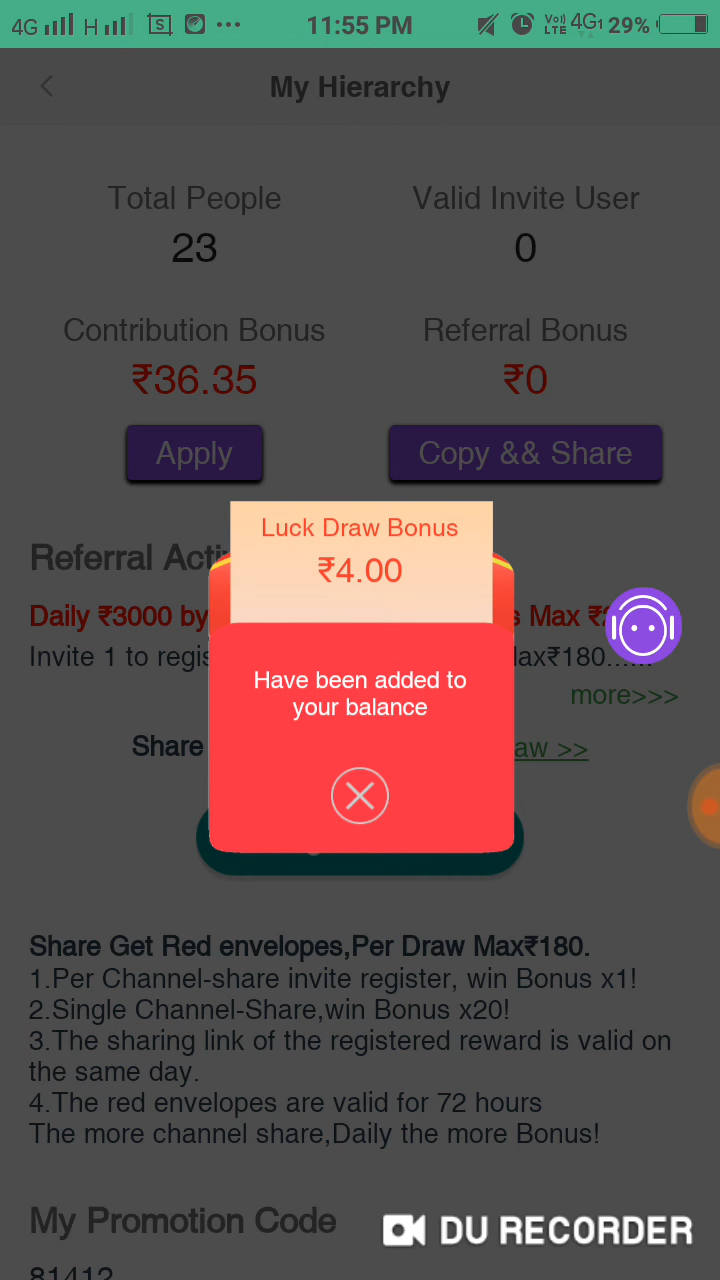 4G H S 11:55 PM VoLTE 4G1 29%
My Hierarchy
Total People Valid Invite User
23 0
Contribution Bonus Referral Bonus
₹36.35 ₹0
Apply Copy && Share
Luck Draw Bonus
₹4.00
Referral
Daily ₹3000 by Max
Invite 1 to ₹180......
more>>>
Have been added to
your balance
Share >>
Share Get Red envelopes,Per Draw Max₹180.
1.Per Channel-share invite register, win Bonus x1!
2.Single Channel-Share,win Bonus x20!
3.The sharing link of the registered reward is valid on
the same day.
4.The red envelopes are valid for 72 hours
The more channel share,Daily the more Bonus!
My Promotion Code
DU RECORDER
81412